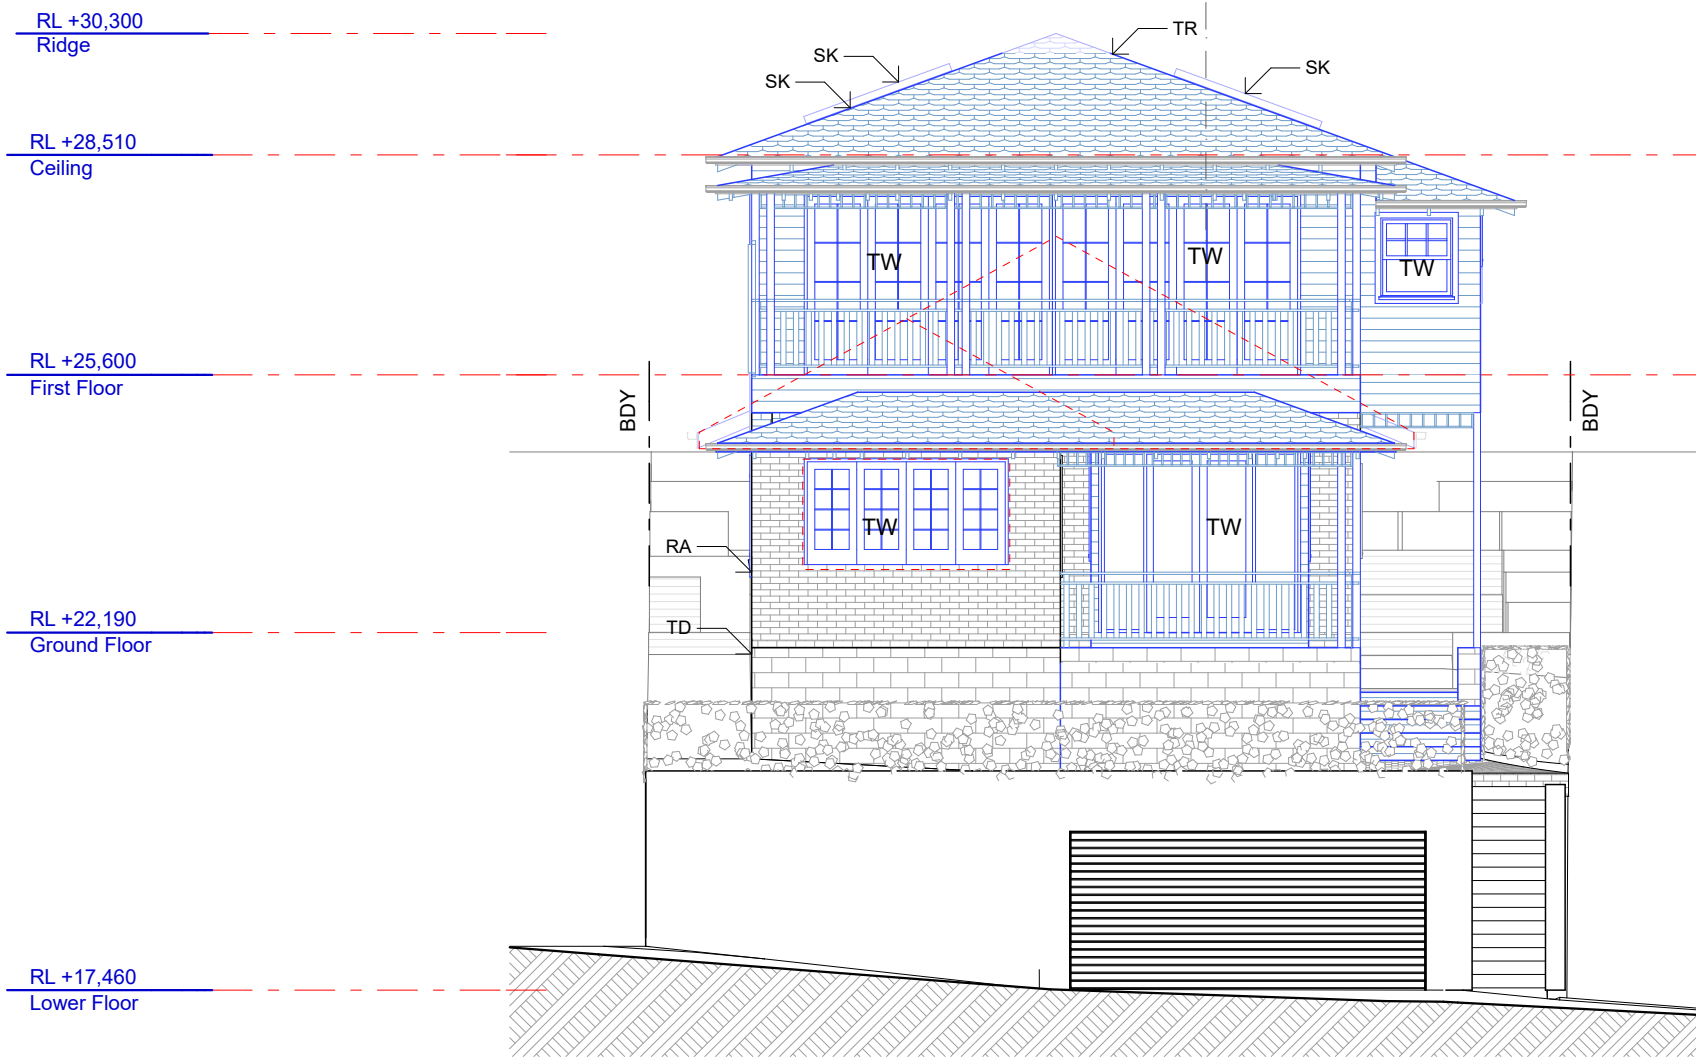 RL +30,300
Ridge
TR
SK
SK
SK
RL +28,510
Ceiling
TW
TW
TW
RL +25,600
First Floor
BDY
BDY
TW
TW
RA
RL +22,190
Ground Floor
TD
RL +17,460
Lower Floor